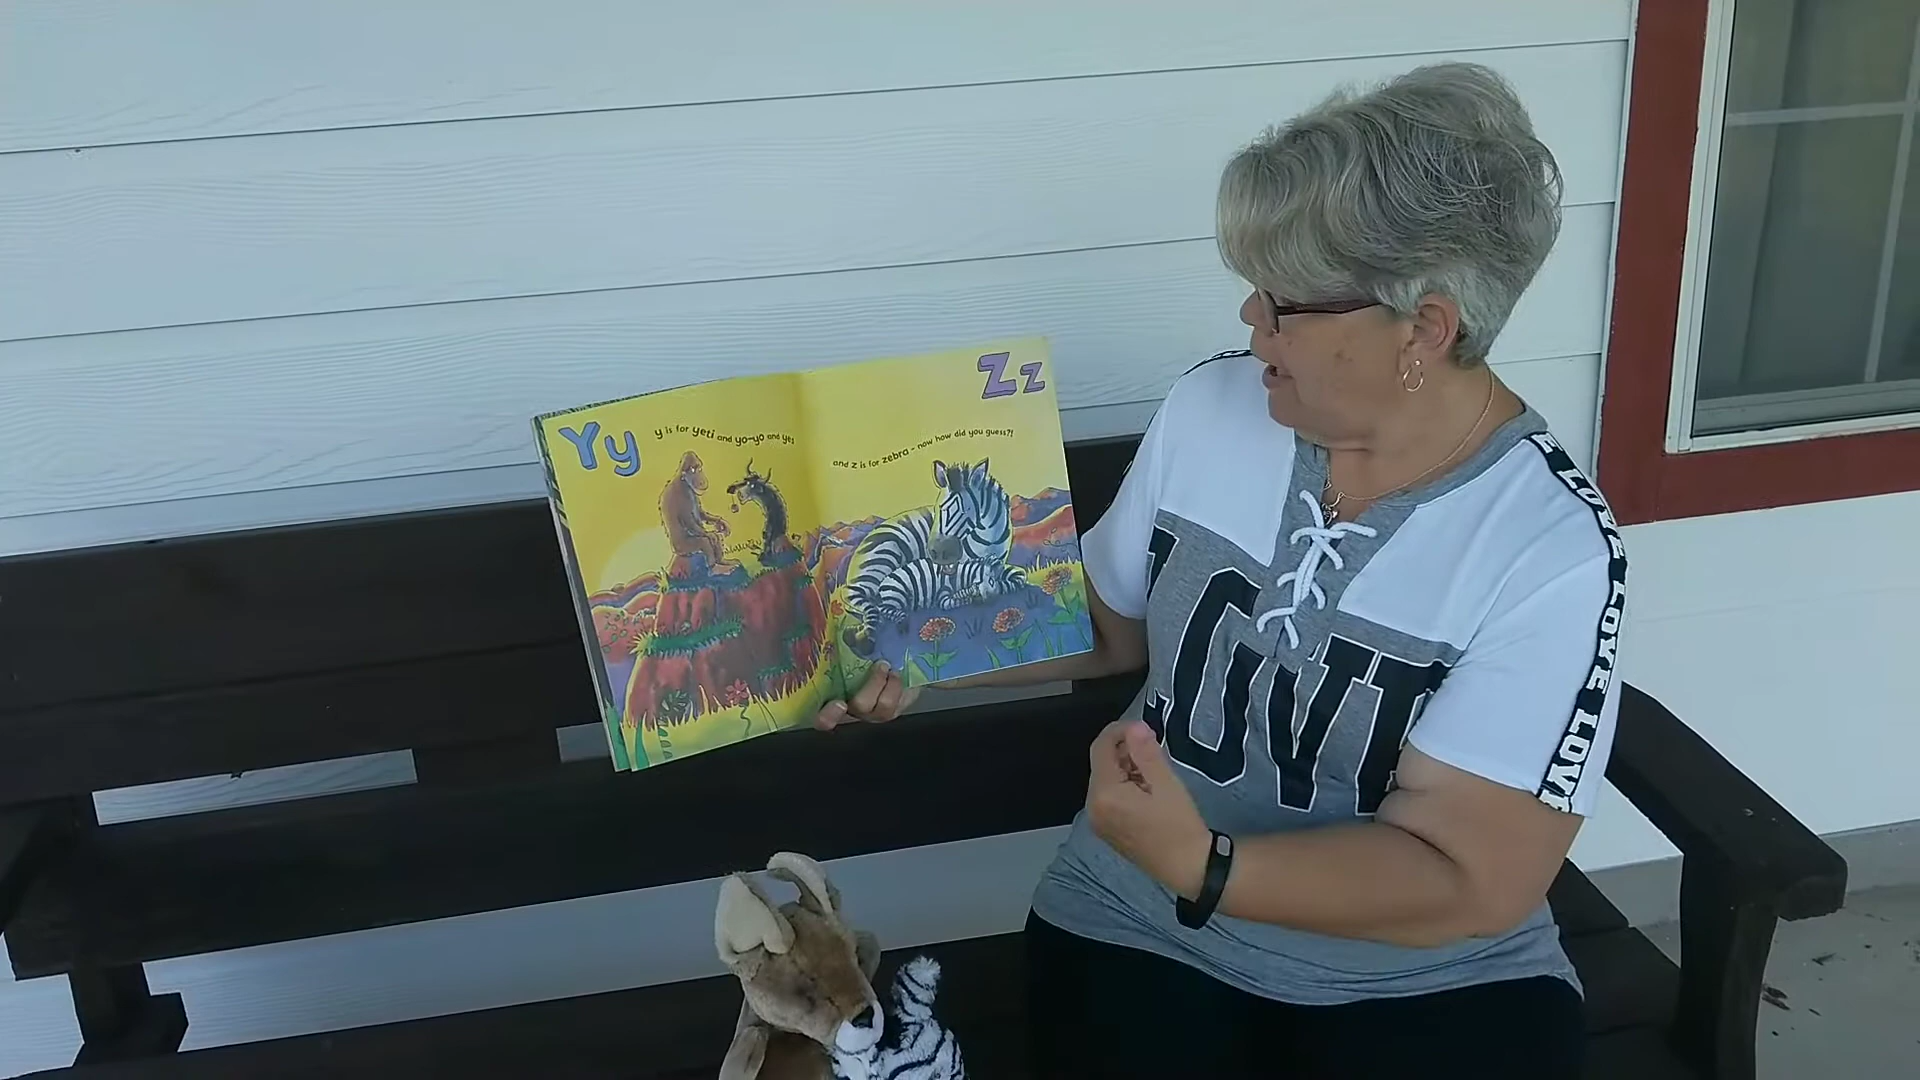 Yy
y is for yeti and yo-yo and yes
Zz
and z is for zebra - now how did you guess?!
LOVE
E LOVE LOVE LOVE